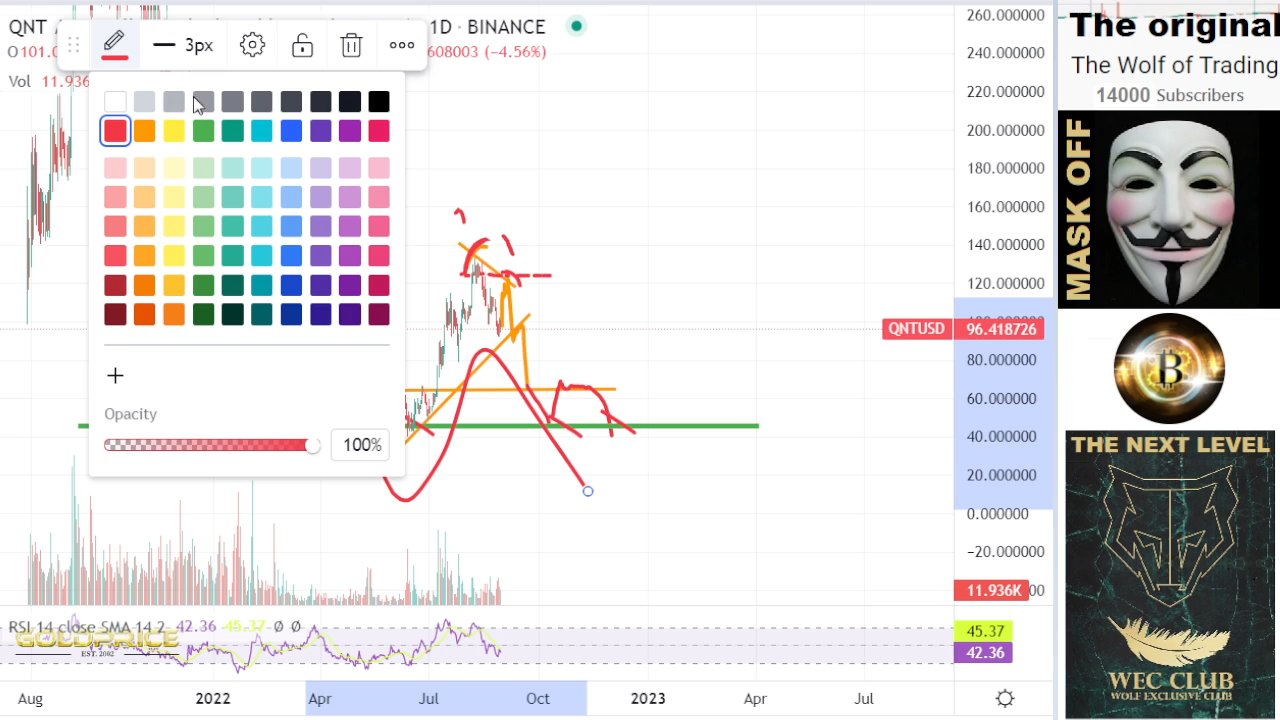 QNT
1D · BINANCE
O101.0
608003 (−4.56%)
3px
Vol 11.936
Opacity
100%
260.000000
240.000000
220.000000
200.000000
180.000000
160.000000
140.000000
120.000000
QNTUSD 96.418726
80.000000
60.000000
40.000000
20.000000
0.000000
−20.000000
11.936K
RSI 14 close SMA 14 2 42.36 45.37 Ø Ø
GOLDPRICE
EST. 2002
45.37
42.36
Aug 2022 Apr Jul Oct 2023 Apr Jul
The original
The Wolf of Trading
14000 Subscribers
MASK OFF
B
THE NEXT LEVEL
WEC CLUB
WOLF EXCLUSIVE CLUB